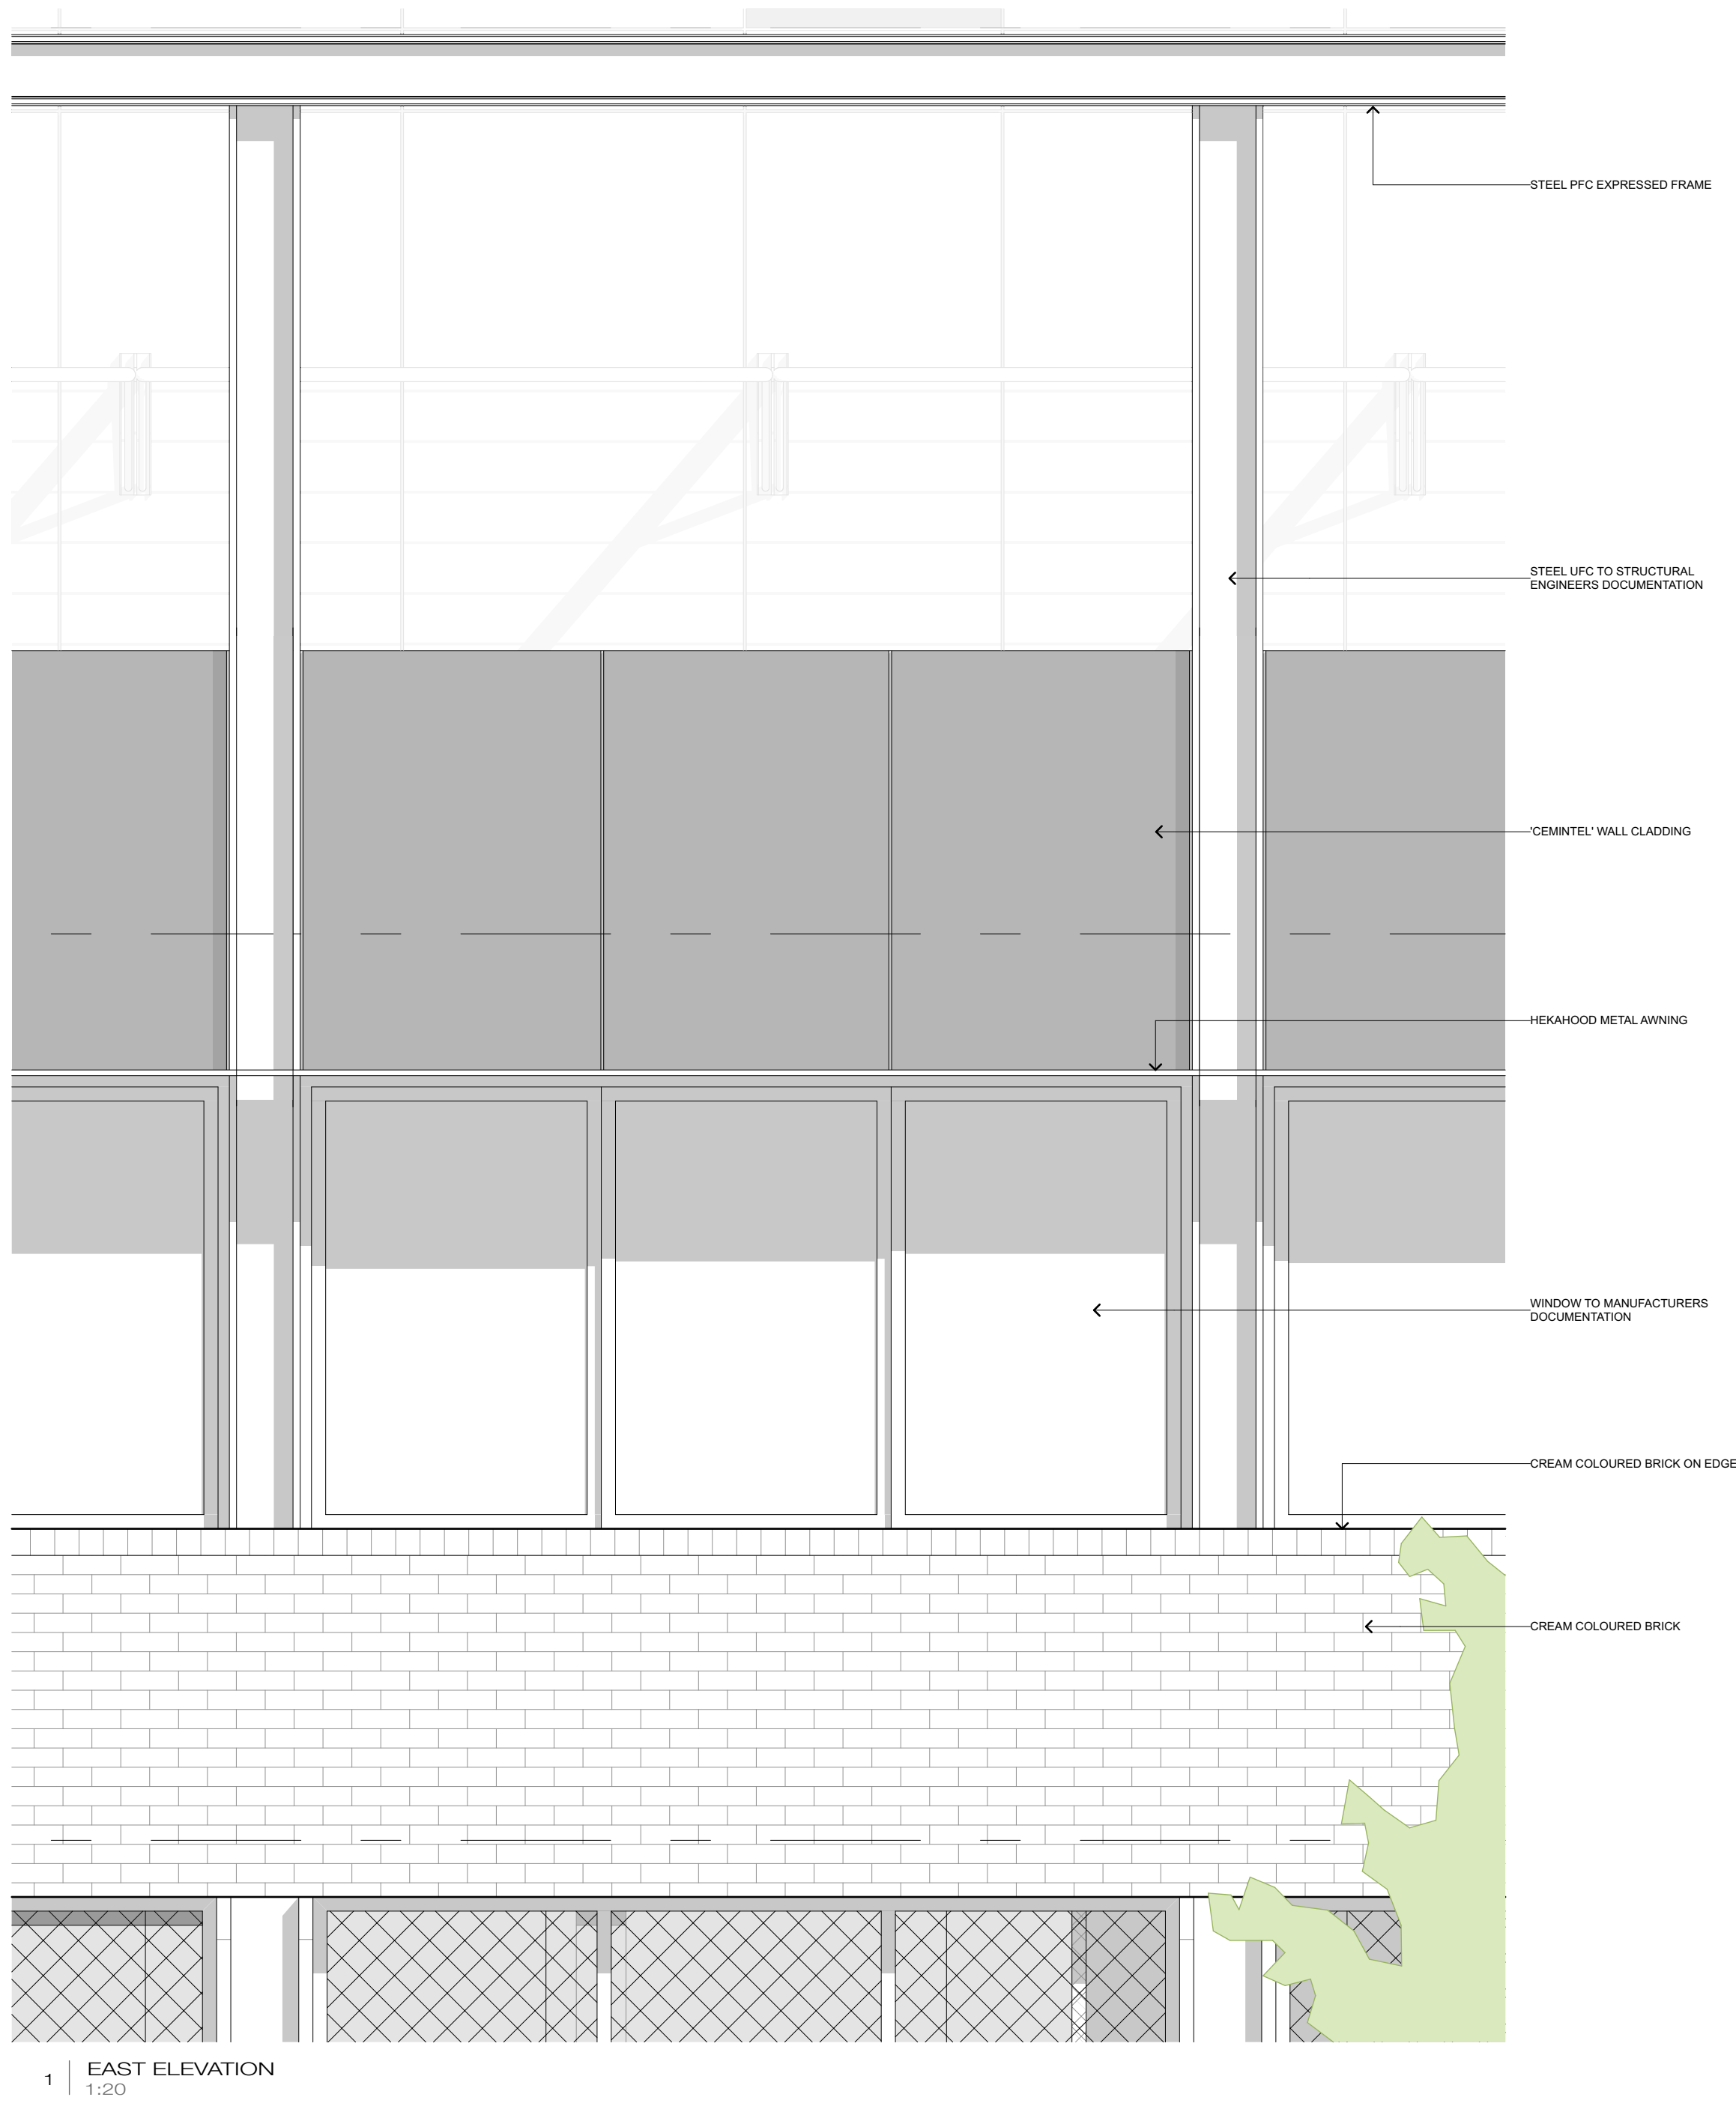 STEEL PFC EXPRESSED FRAME
STEEL UFC TO STRUCTURAL
ENGINEERS DOCUMENTATION
'CEMINTEL' WALL CLADDING
HEKAHOOD METAL AWNING
WINDOW TO MANUFACTURERS
DOCUMENTATION
CREAM COLOURED BRICK ON EDGE
CREAM COLOURED BRICK
1
EAST ELEVATION
1:20